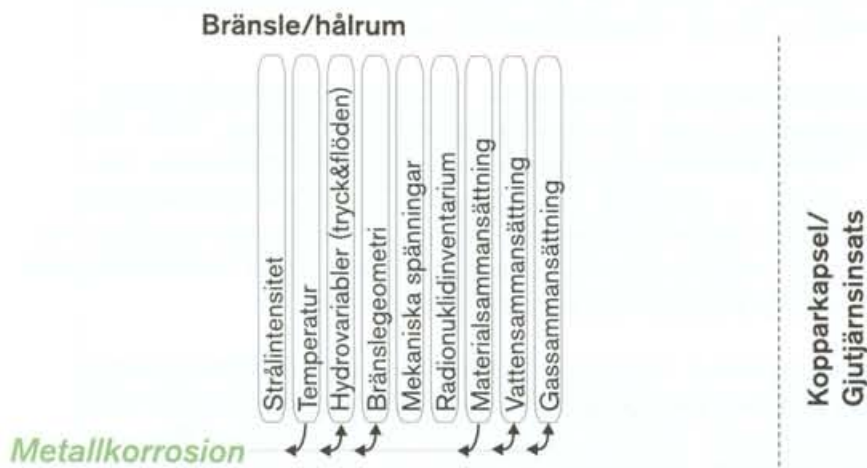 Bränsle/hålrum
Strålintensitet
Temperatur
Hydrovariabler (tryck&flöden)
Bränslegeometri
Mekaniska spänningar
Radionuklidinventarium
Materialsammansättning
Vattensammansättning
Gassammansättning
Kopparkapsel/
Gjutjärnsinsats
Metallkorrosion